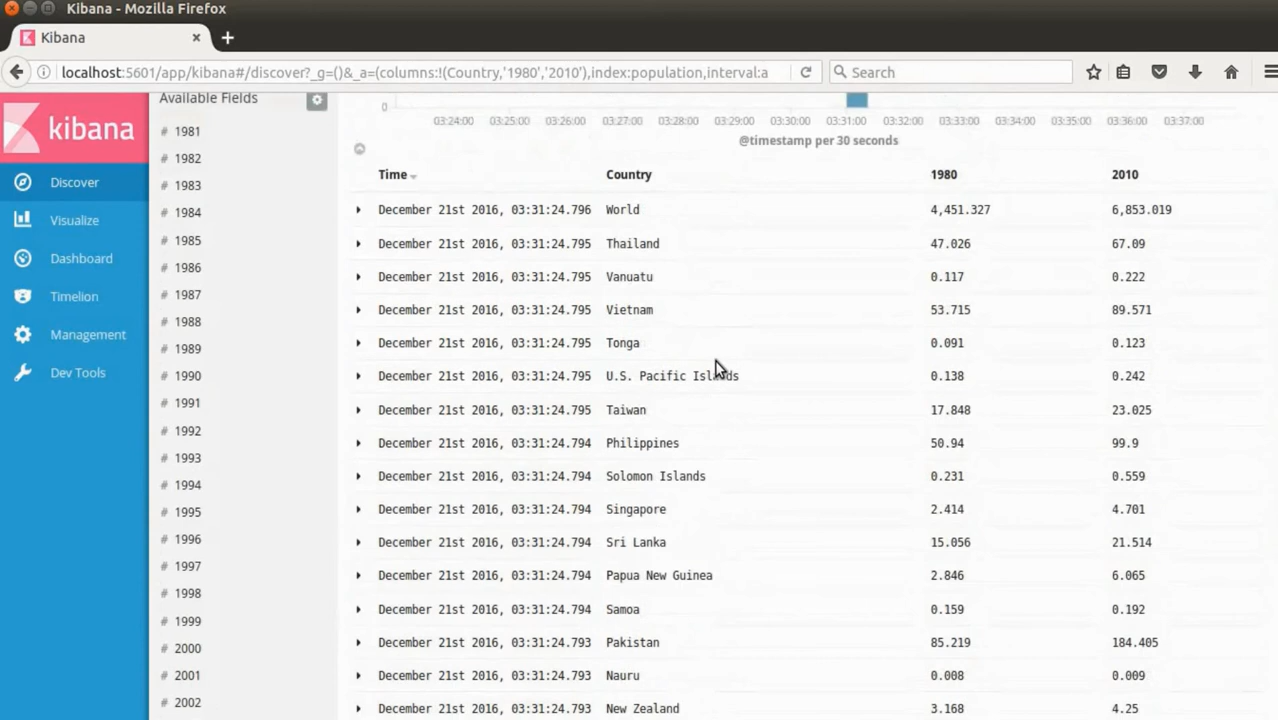 Kibana - Mozilla Firefox
Kibana
localhost:5601/app/kibana#/discover?_g=()&_a=(columns:!(Country,'1980','2010'),index:population,interval:a
Search
kibana
Discover
Visualize
Dashboard
Timelion
Management
Dev Tools
Available Fields
# 1981
# 1982
# 1983
# 1984
# 1985
# 1986
# 1987
# 1988
# 1989
# 1990
# 1991
# 1992
# 1993
# 1994
# 1995
# 1996
# 1997
# 1998
# 1999
# 2000
# 2001
# 2002
0
03:24:00 03:25:00 03:26:00 03:27:00 03:28:00 03:29:00 03:30:00 03:31:00 03:32:00 03:33:00 03:34:00 03:35:00 03:36:00 03:37:00
@timestamp per 30 seconds
Time Country 1980 2010
December 21st 2016, 03:31:24.796 World 4,451.327 6,853.019
December 21st 2016, 03:31:24.795 Thailand 47.026 67.09
December 21st 2016, 03:31:24.795 Vanuatu 0.117 0.222
December 21st 2016, 03:31:24.795 Vietnam 53.715 89.571
December 21st 2016, 03:31:24.795 Tonga 0.091 0.123
December 21st 2016, 03:31:24.795 U.S. Pacific Islands 0.138 0.242
December 21st 2016, 03:31:24.795 Taiwan 17.848 23.025
December 21st 2016, 03:31:24.794 Philippines 50.94 99.9
December 21st 2016, 03:31:24.794 Solomon Islands 0.231 0.559
December 21st 2016, 03:31:24.794 Singapore 2.414 4.701
December 21st 2016, 03:31:24.794 Sri Lanka 15.056 21.514
December 21st 2016, 03:31:24.794 Papua New Guinea 2.846 6.065
December 21st 2016, 03:31:24.794 Samoa 0.159 0.192
December 21st 2016, 03:31:24.793 Pakistan 85.219 184.405
December 21st 2016, 03:31:24.793 Nauru 0.008 0.009
December 21st 2016, 03:31:24.793 New Zealand 3.168 4.25